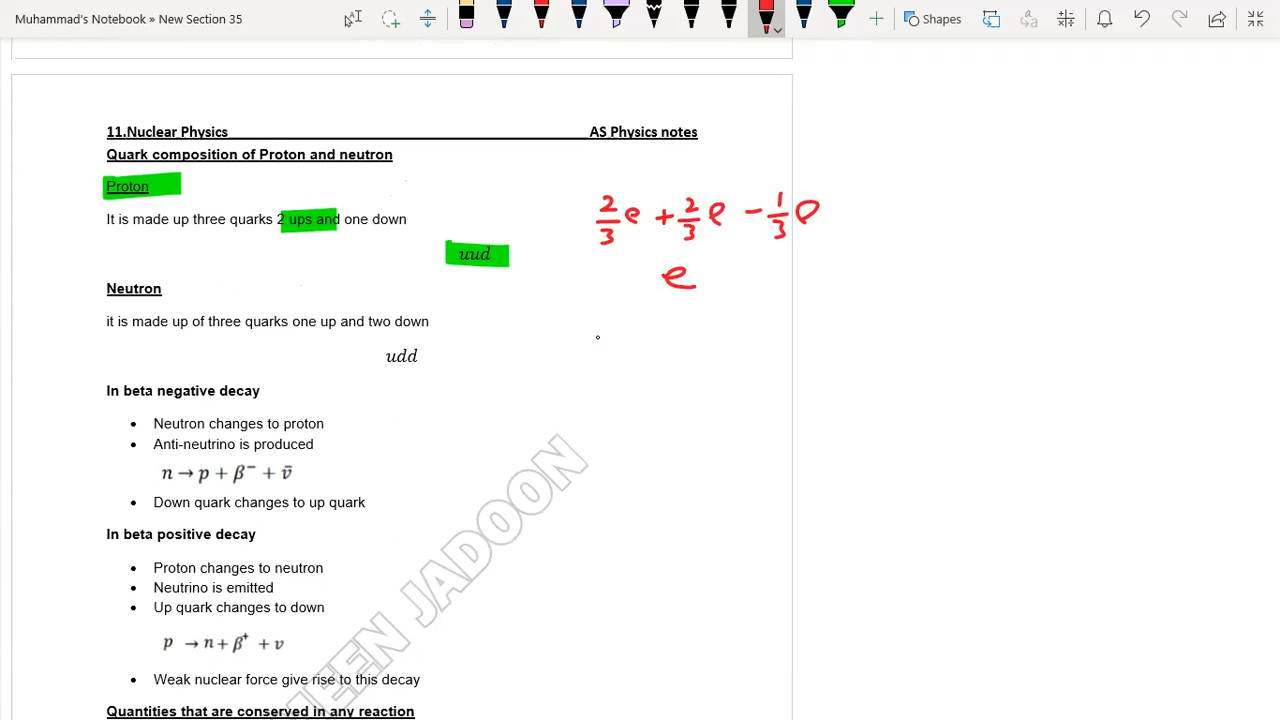 Muhammad's Notebook » New Section 35
Shapes
11.Nuclear Physics AS Physics notes
Quark composition of Proton and neutron
Proton
It is made up three quarks 2 ups and one down
2/3 e + 2/3 e - 1/3 e
uud
e
Neutron
it is made up of three quarks one up and two down
udd
In beta negative decay
• Neutron changes to proton
• Anti-neutrino is produced
n → p + β⁻ + v̄
• Down quark changes to up quark
In beta positive decay
• Proton changes to neutron
• Neutrino is emitted
• Up quark changes to down
p → n + β⁺ + v
• Weak nuclear force give rise to this decay
Quantities that are conserved in any reaction
EEN JADOON